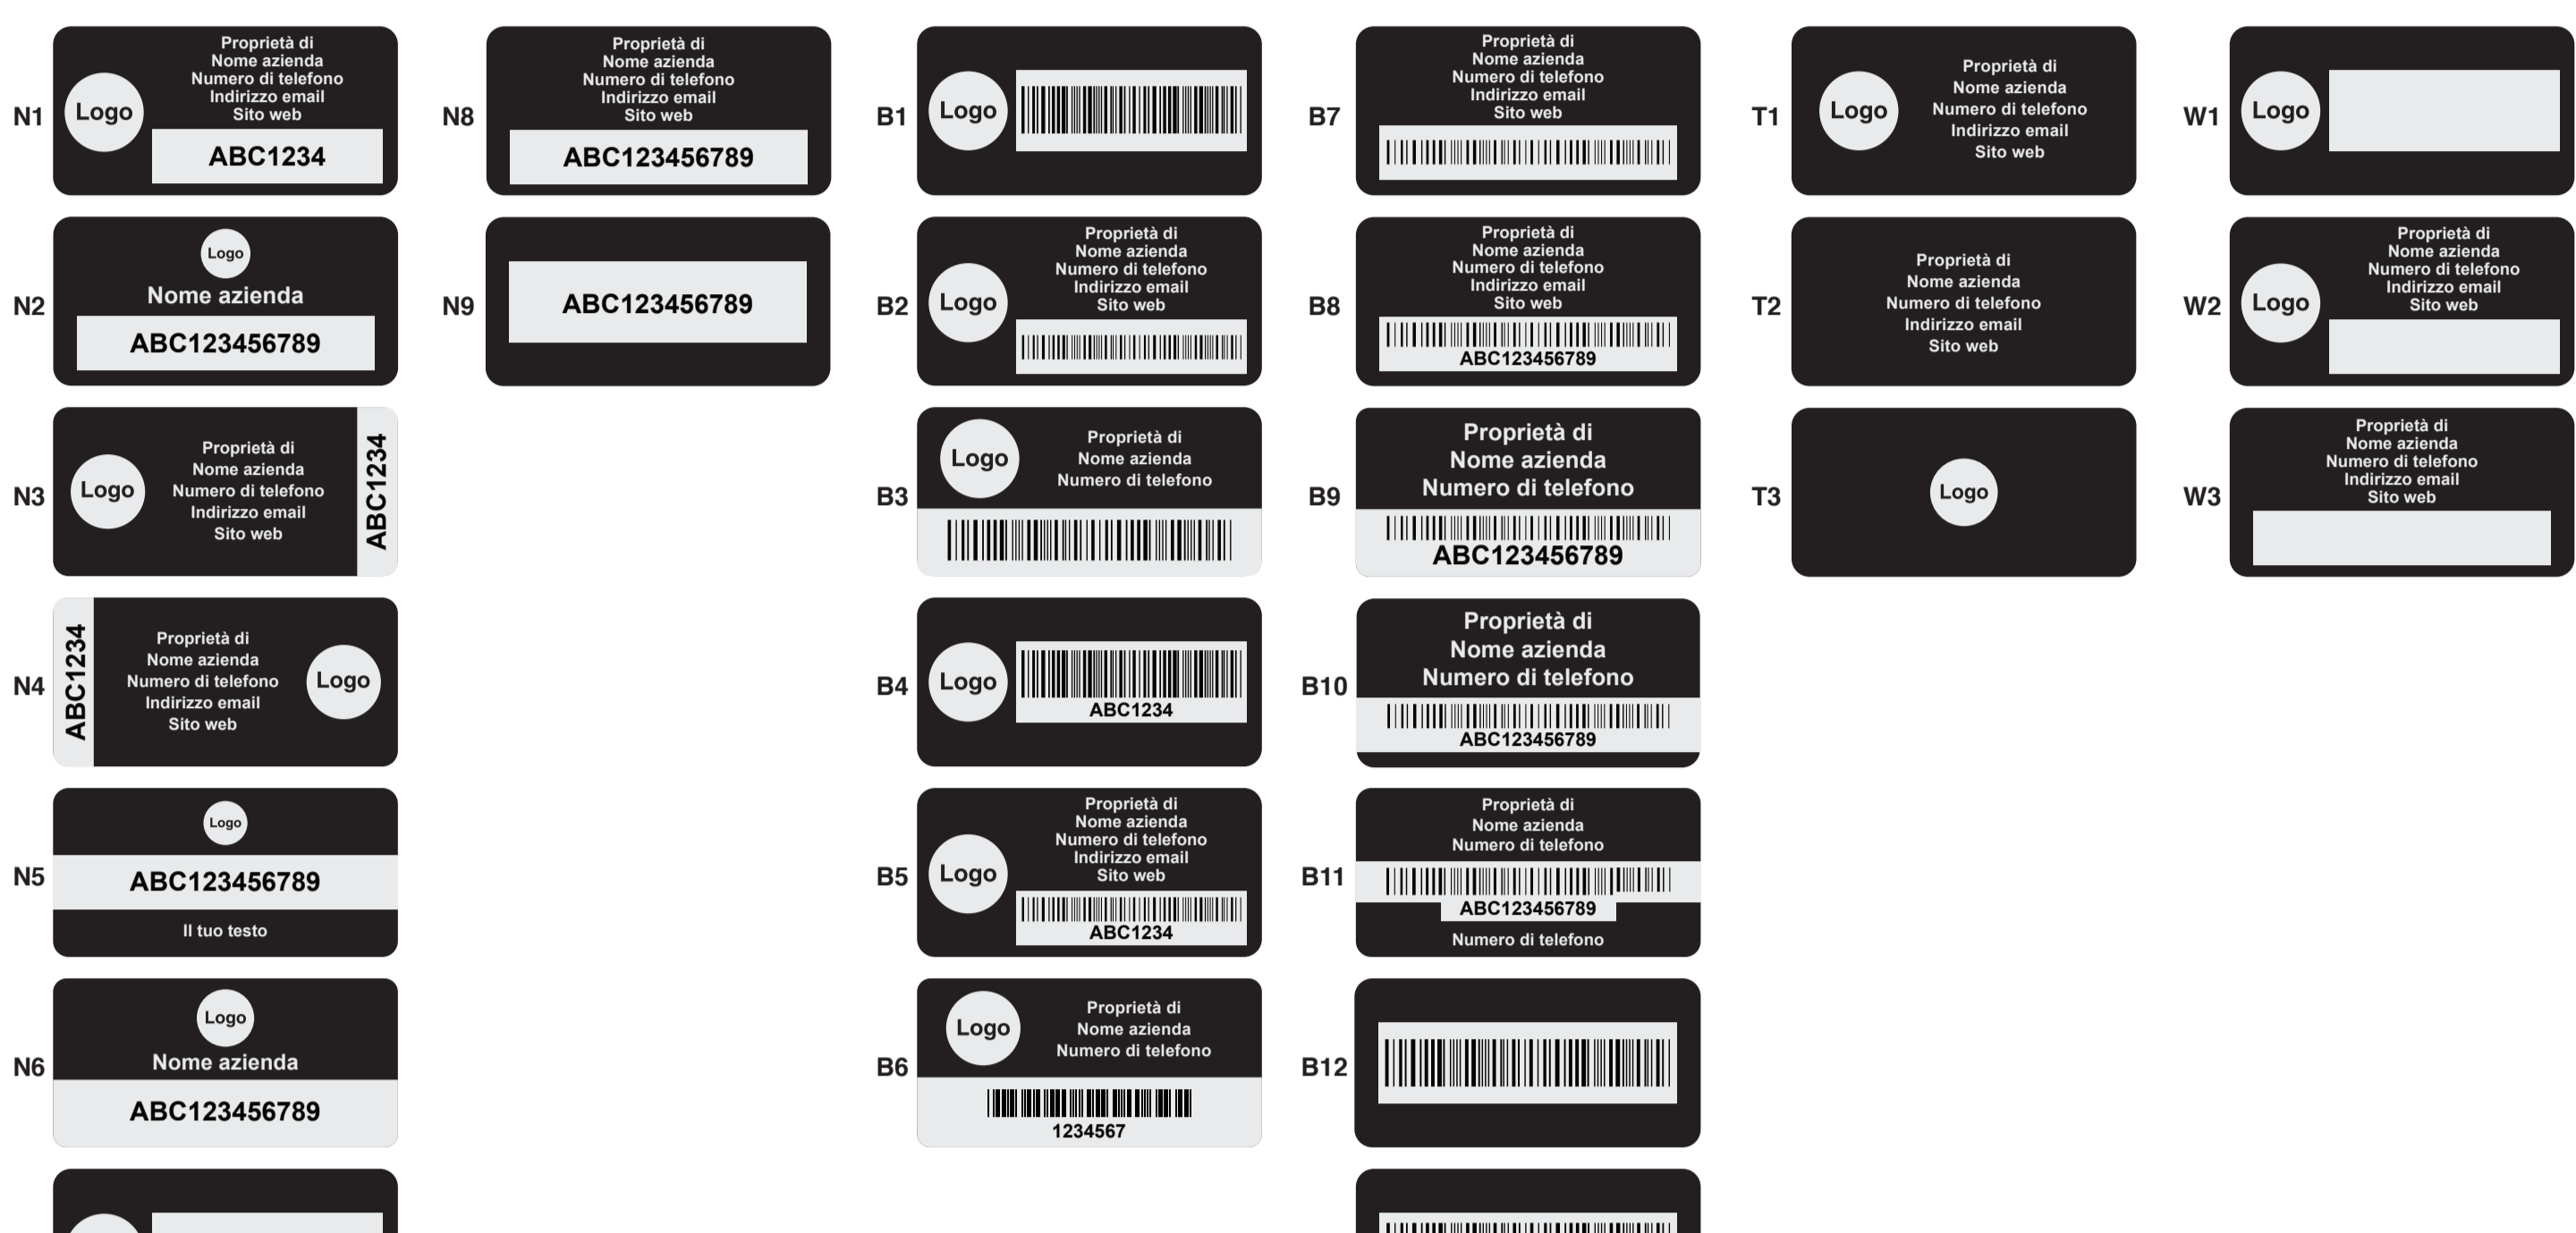 N1
Logo
Proprietà di
Nome azienda
Numero di telefono
Indirizzo email
Sito web
ABC1234
N2
Logo
Nome azienda
ABC123456789
N3
Logo
Proprietà di
Nome azienda
Numero di telefono
Indirizzo email
Sito web
ABC1234
N4
ABC1234
Proprietà di
Nome azienda
Numero di telefono
Indirizzo email
Sito web
Logo
N5
Logo
ABC123456789
Il tuo testo
N6
Logo
Nome azienda
ABC123456789
N8
Proprietà di
Nome azienda
Numero di telefono
Indirizzo email
Sito web
ABC123456789
N9
ABC123456789
B1
Logo
B2
Logo
Proprietà di
Nome azienda
Numero di telefono
Indirizzo email
Sito web
B3
Logo
Proprietà di
Nome azienda
Numero di telefono
B4
Logo
ABC1234
B5
Logo
Proprietà di
Nome azienda
Numero di telefono
Indirizzo email
Sito web
ABC1234
B6
Logo
Proprietà di
Nome azienda
Numero di telefono
1234567
B7
Proprietà di
Nome azienda
Numero di telefono
Indirizzo email
Sito web
B8
Proprietà di
Nome azienda
Numero di telefono
Indirizzo email
Sito web
ABC123456789
B9
Proprietà di
Nome azienda
Numero di telefono
ABC123456789
B10
Proprietà di
Nome azienda
Numero di telefono
ABC123456789
B11
Proprietà di
Nome azienda
Numero di telefono
ABC123456789
Numero di telefono
B12
T1
Logo
Proprietà di
Nome azienda
Numero di telefono
Indirizzo email
Sito web
T2
Proprietà di
Nome azienda
Numero di telefono
Indirizzo email
Sito web
T3
Logo
W1
Logo
W2
Logo
Proprietà di
Nome azienda
Numero di telefono
Indirizzo email
Sito web
W3
Proprietà di
Nome azienda
Numero di telefono
Indirizzo email
Sito web